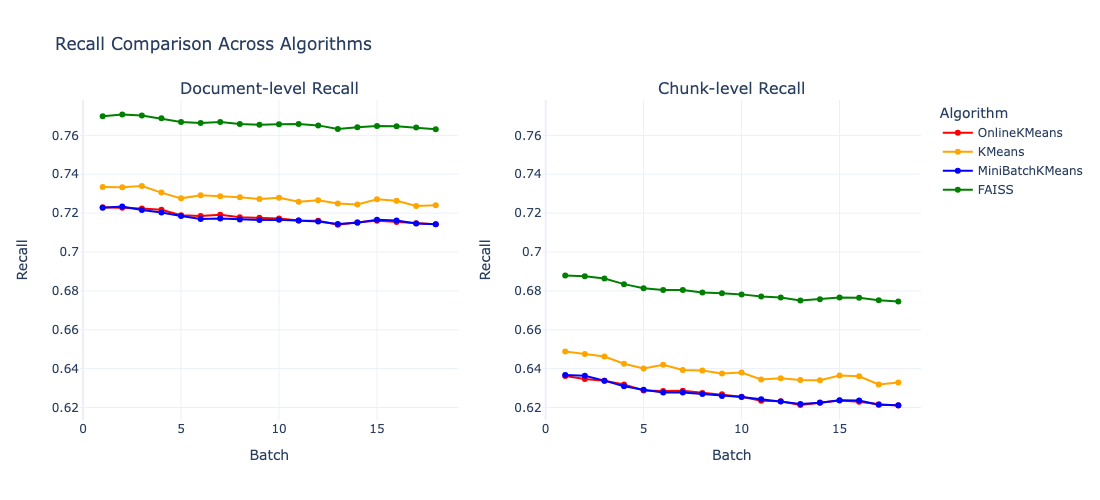 Recall Comparison Across Algorithms
Document-level Recall
Chunk-level Recall
Algorithm
OnlineKMeans
KMeans
MiniBatchKMeans
FAISS
Recall
0.76
0.74
0.72
0.7
0.68
0.66
0.64
0.62
0
5
10
15
Batch
Recall
0.76
0.74
0.72
0.7
0.68
0.66
0.64
0.62
0
5
10
15
Batch